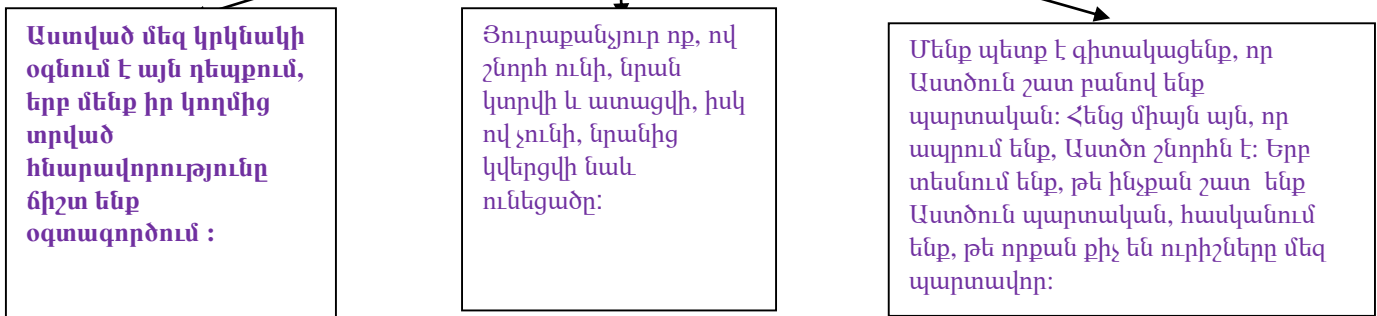 Աստված մեզ կրկնակի
օգնում է այն դեպքում,
երբ մենք իր կողմից
տրված
հնարավորությունը
ճիշտ ենք
օգտագործում :
Յուրաքանչյուր ոք, ով
շնորհ ունի, նրան
կտրվի և ատացվի, իսկ
ով չունի, նրանից
կվերցվի նաև
ունեցածը:
Մենք պետք է գիտակացենք, որ
Աստծուն շատ բանով ենք
պարտական: Հենց միայն այն, որ
ապրում ենք, Աստծո շնորհն է: Երբ
տեսնում ենք, թե ինչքան շատ ենք
Աստծուն պարտական, հասկանում
ենք, թե որքան քիչ են ուրիշները մեզ
պարտավոր: